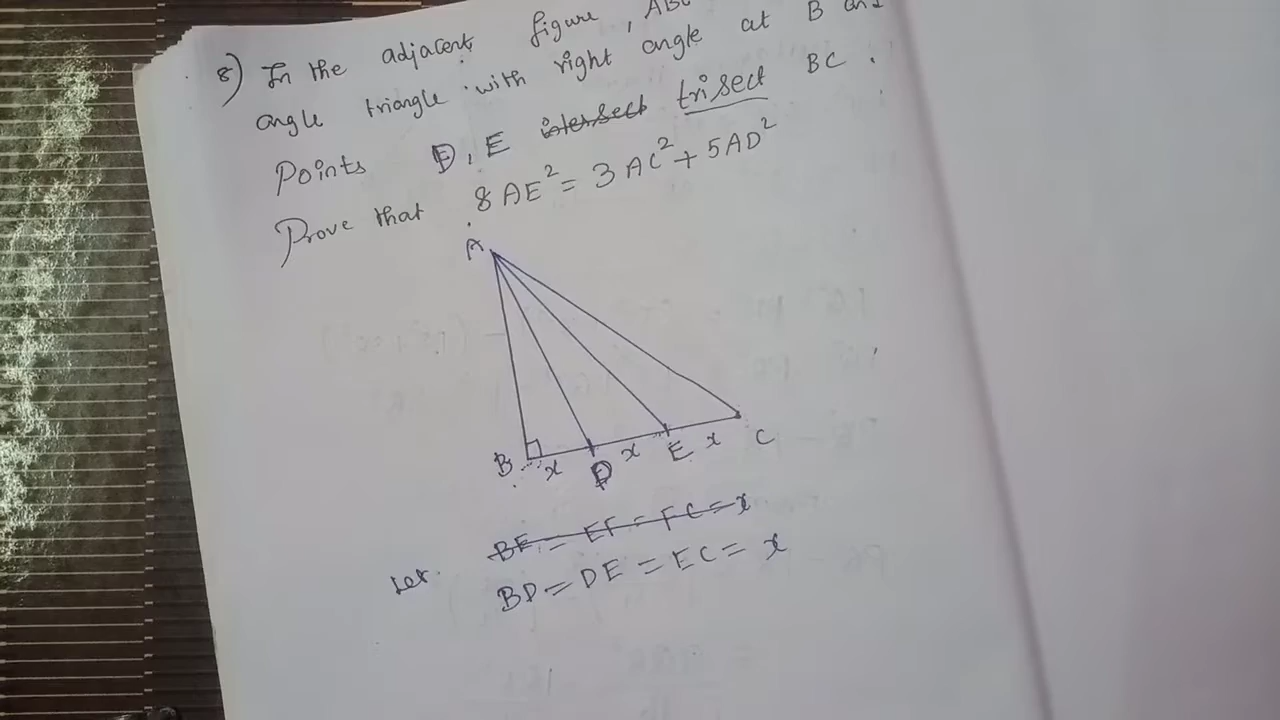 8) In the adjacent figure, ABC
angle triangle with right angle at B and
Points D, E intersect trisect BC.
Prove that 8AE² = 3AC² + 5AD²
A
B x D x E x C
BE = EF = FC = x
Let BD = DE = EC = x